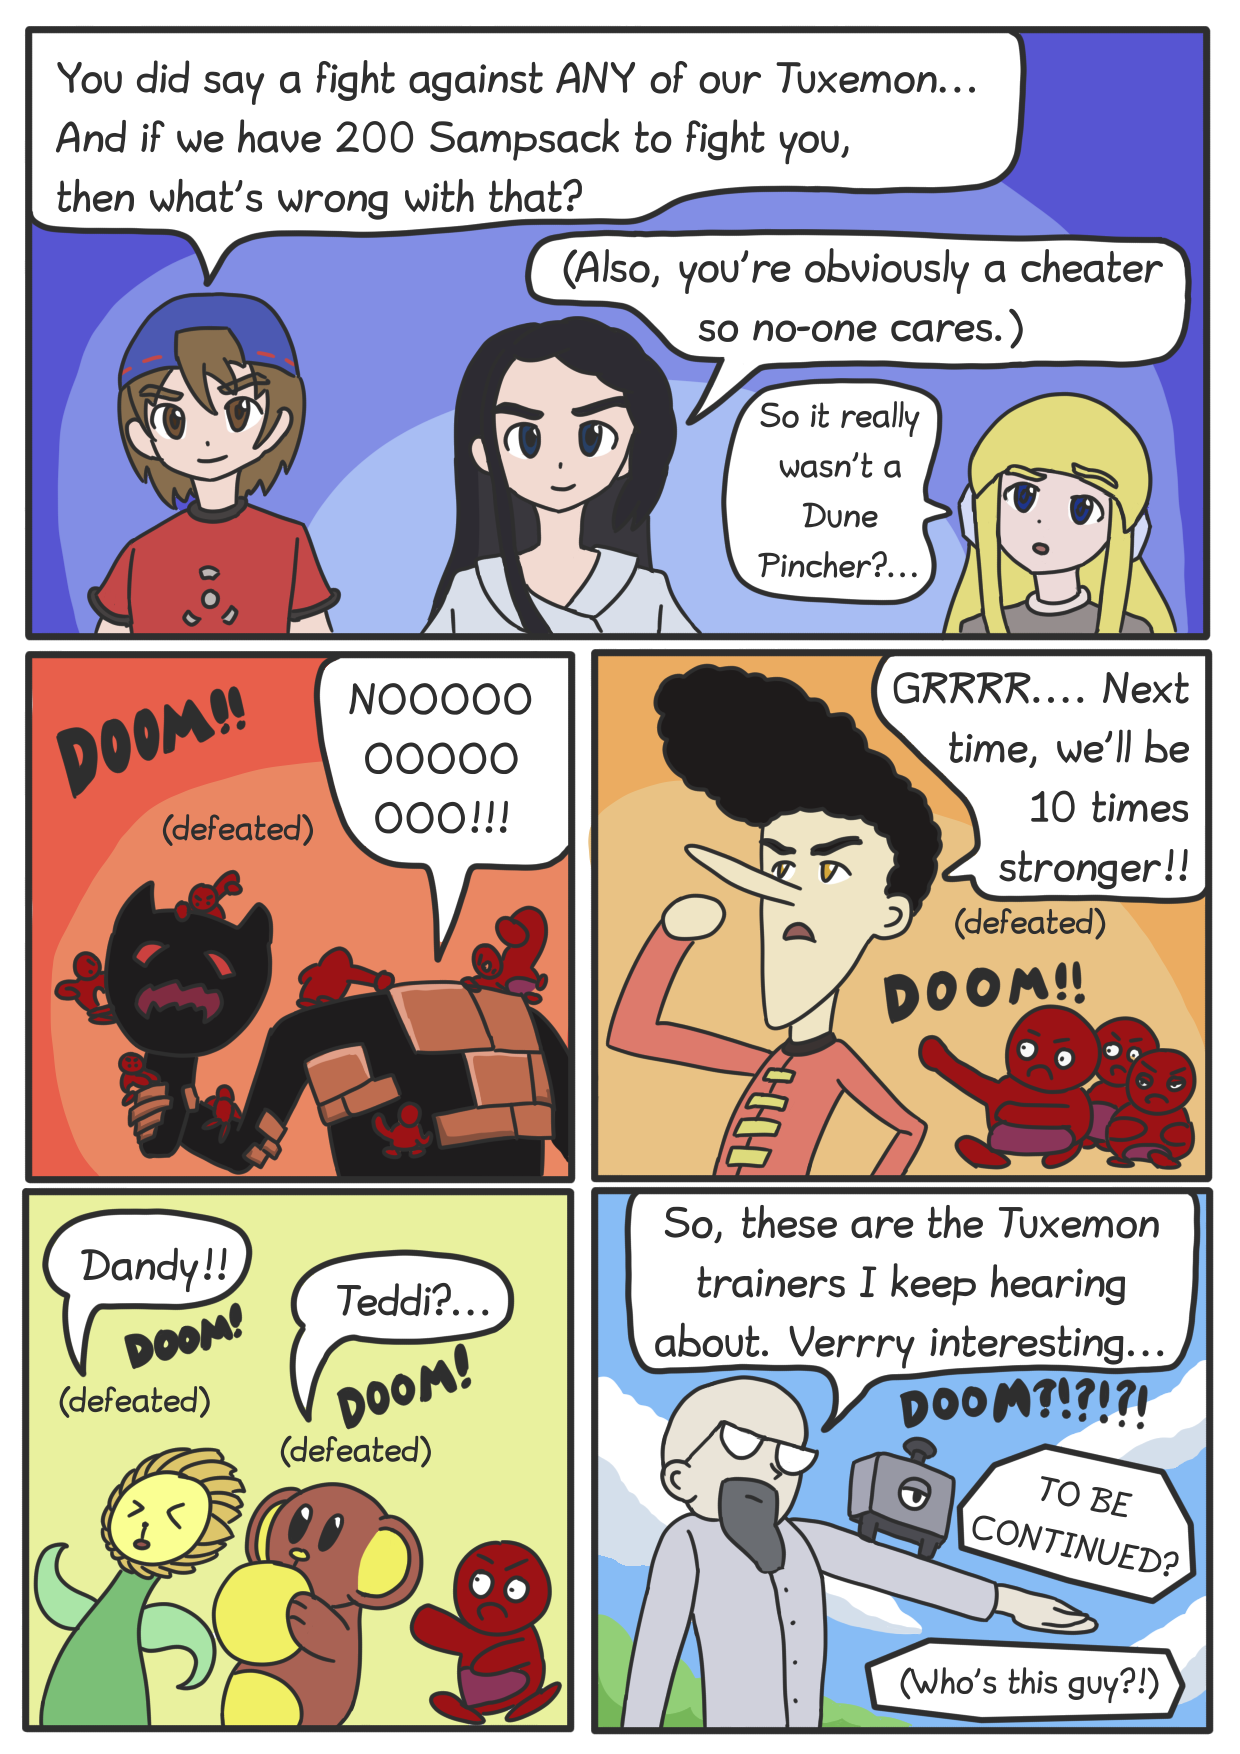 You did say a fight against ANY of our Tuxemon...
And if we have 200 Sampsack to fight you,
then what's wrong with that?
(Also, you're obviously a cheater
so no-one cares.)
So it really
wasn't a
Dune
Pincher?...
DOOM!!
(defeated)
NOOOOO
OOOOO
OOO!!!
GRRRR.... Next
time, we'll be
10 times
stronger!!
(defeated)
DOOM!!
Dandy!!
DOOM!
(defeated)
Teddi?...
DOOM!
(defeated)
So, these are the Tuxemon
trainers I keep hearing
about. Verrry interesting...
DOOM?!?!?!
TO BE
CONTINUED?
(Who's this guy?!)